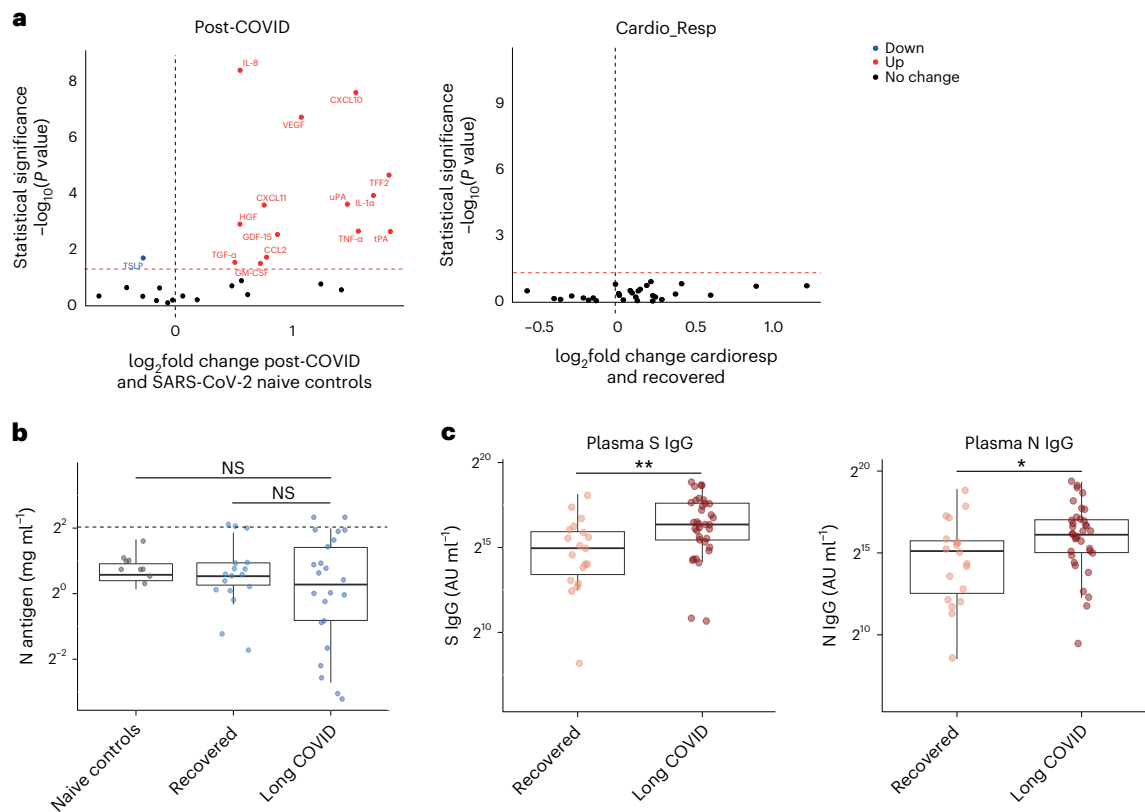 a
Post-COVID
Statistical significance
–log10(P value)
8
6
4
2
0
IL-8
CXCL10
VEGF
TFF2
IL-1α
uPA
CXCL11
HGF
GDF-15
TNF-α
tPA
TGF-α
CCL2
GM-CSF
TSLP
0
1
log2fold change post-COVID
and SARS-CoV-2 naive controls
Cardio_Resp
Statistical significance
–log10(P value)
9
6
3
0
–0.5
0
0.5
1.0
log2fold change cardioresp
and recovered
Down
Up
No change
b
N antigen (mg ml–1)
2^2
2^0
2^–2
NS
NS
Naive controls
Recovered
Long COVID
c
Plasma S IgG
S IgG (AU ml–1)
2^20
2^15
2^10
**
Recovered
Long COVID
Plasma N IgG
N IgG (AU ml–1)
2^20
2^15
2^10
*
Recovered
Long COVID